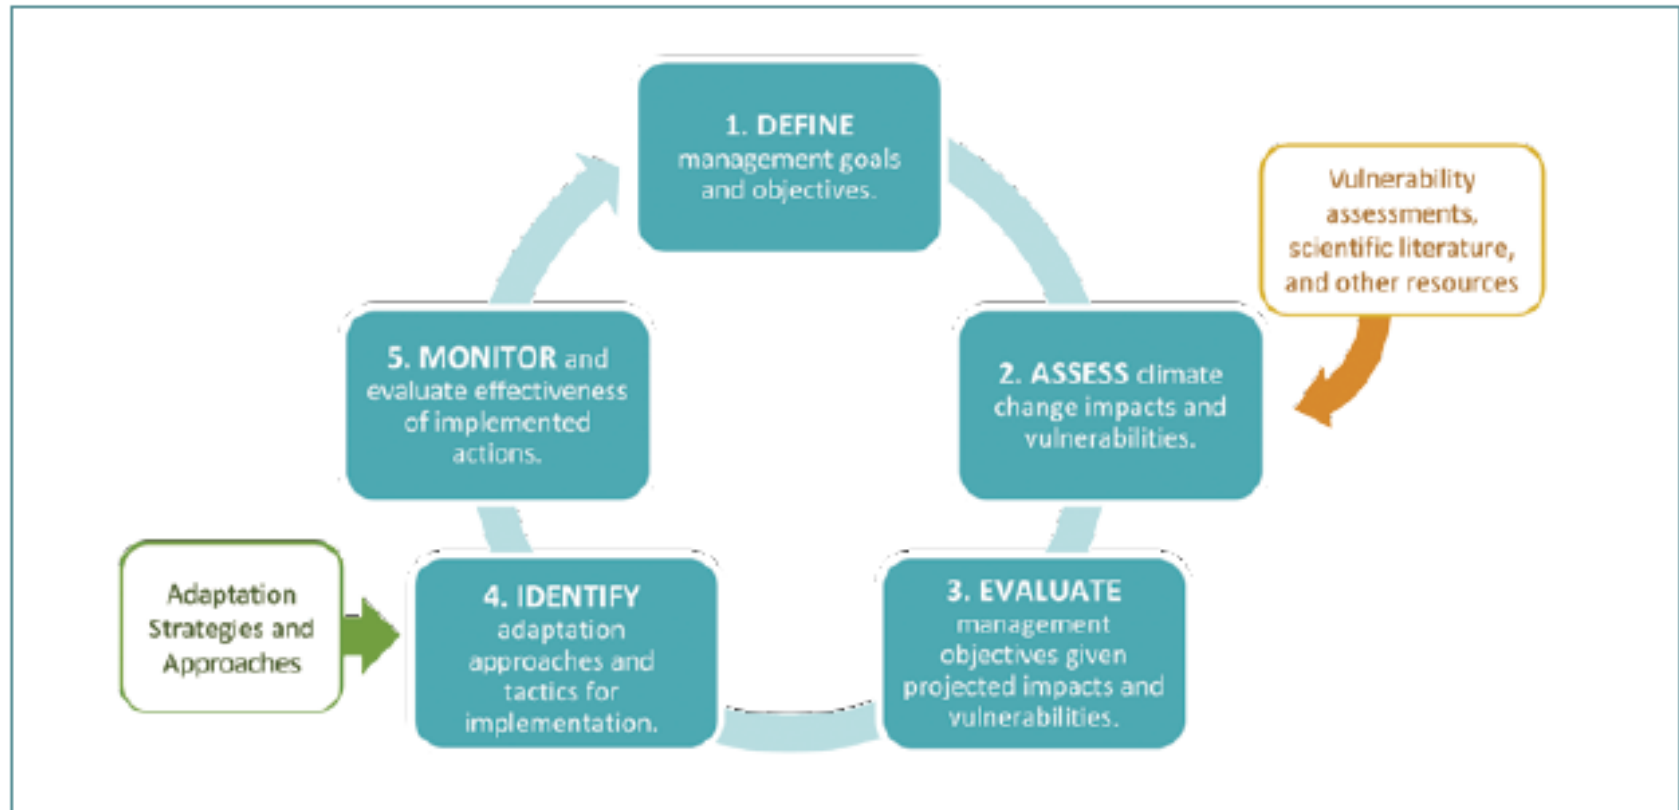 1. DEFINE
management goals
and objectives.
Vulnerability
assessments,
scientific literature,
and other resources
2. ASSESS climate
change impacts and
vulnerabilities.
3. EVALUATE
management
objectives given
projected impacts and
vulnerabilities.
4. IDENTIFY
adaptation
approaches and
tactics for
implementation.
Adaptation
Strategies and
Approaches
5. MONITOR and
evaluate effectiveness
of implemented
actions.